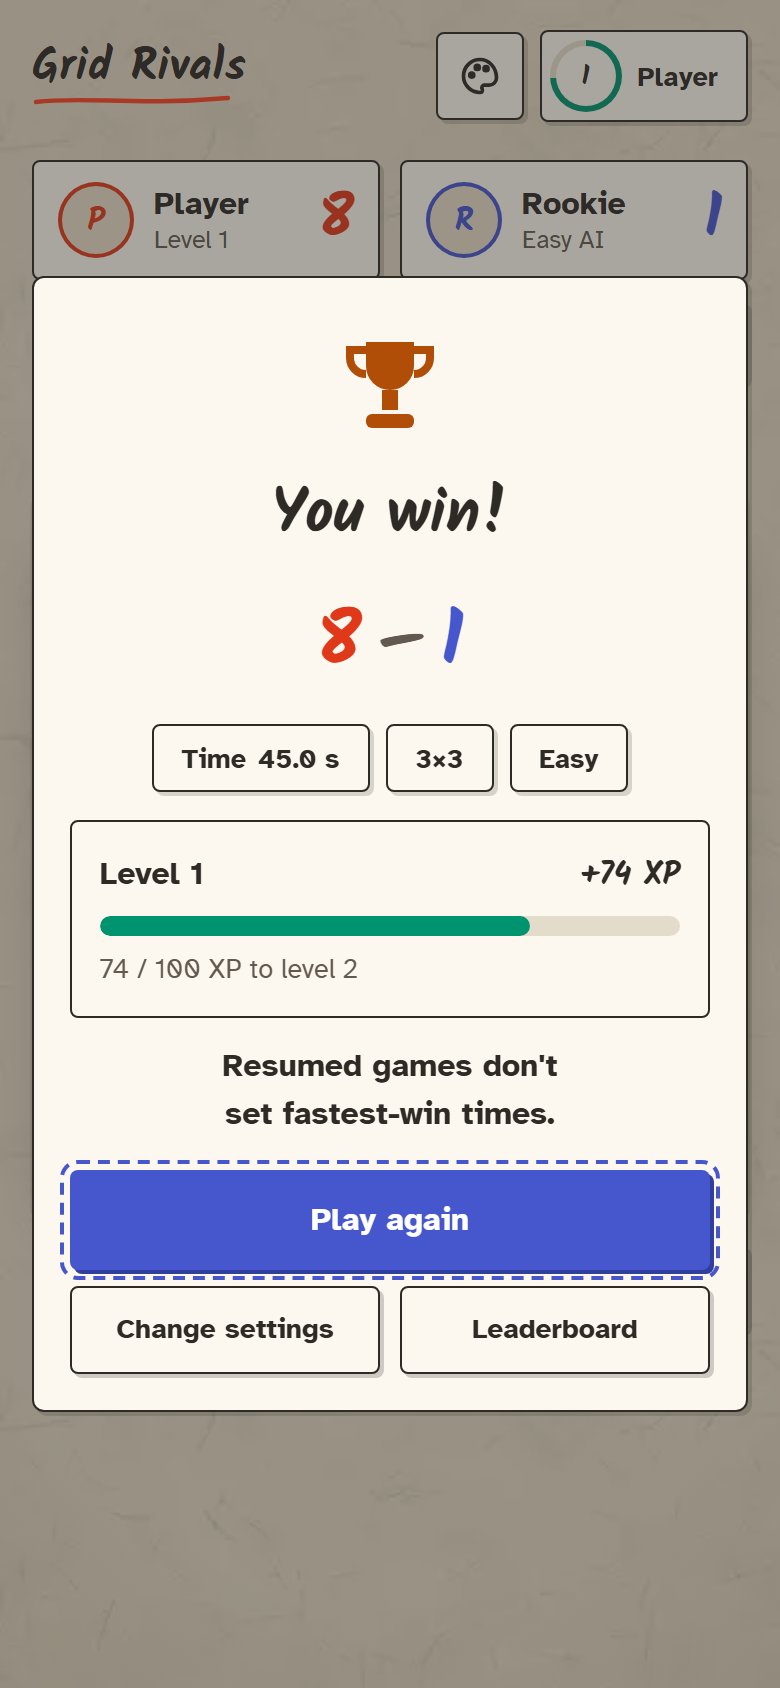 Grid Rivals
1 Player
P Player 8
Level 1
R Rookie 1
Easy AI
You win!
8 – 1
Time 45.0 s
3×3
Easy
Level 1 +74 XP
74 / 100 XP to level 2
Resumed games don't
set fastest-win times.
Play again
Change settings
Leaderboard